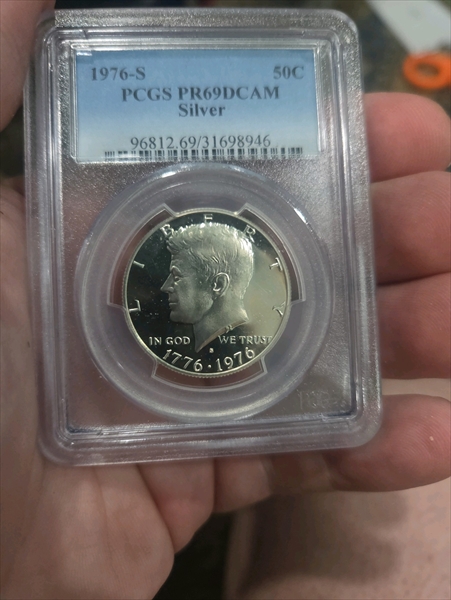 1976-S 50C
PCGS PR69DCAM
Silver
96812.69/31698946
LIBERTY
IN GOD WE TRUST
S
1776·1976